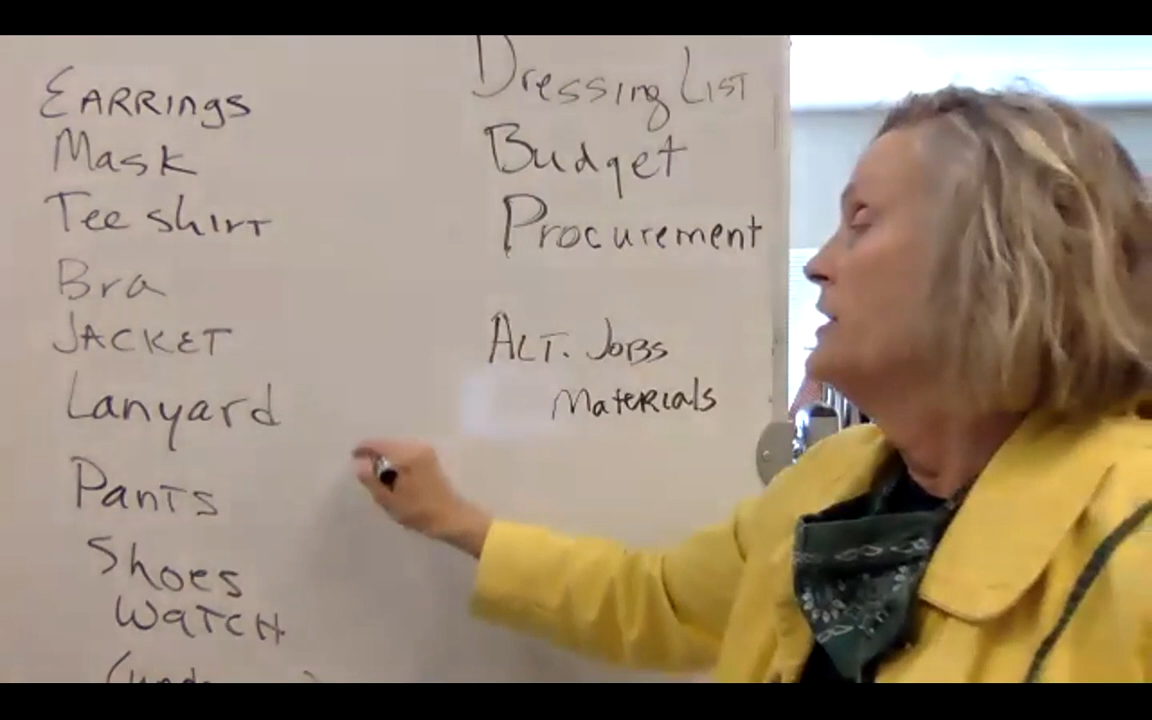 EARRINgs
Mask
Tee shirt
Bra
JACKET
Lanyard
Pants
Shoes
WATCH
Dressing List
Budget
Procurement
ALT. JOBS
Materials